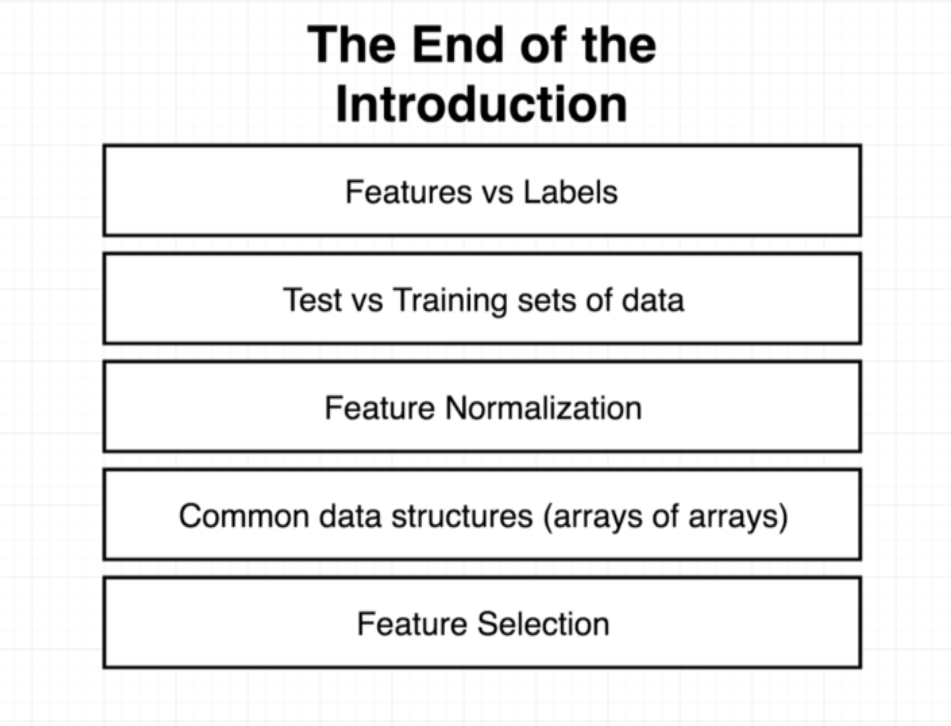 The End of the
Introduction
Features vs Labels
Test vs Training sets of data
Feature Normalization
Common data structures (arrays of arrays)
Feature Selection